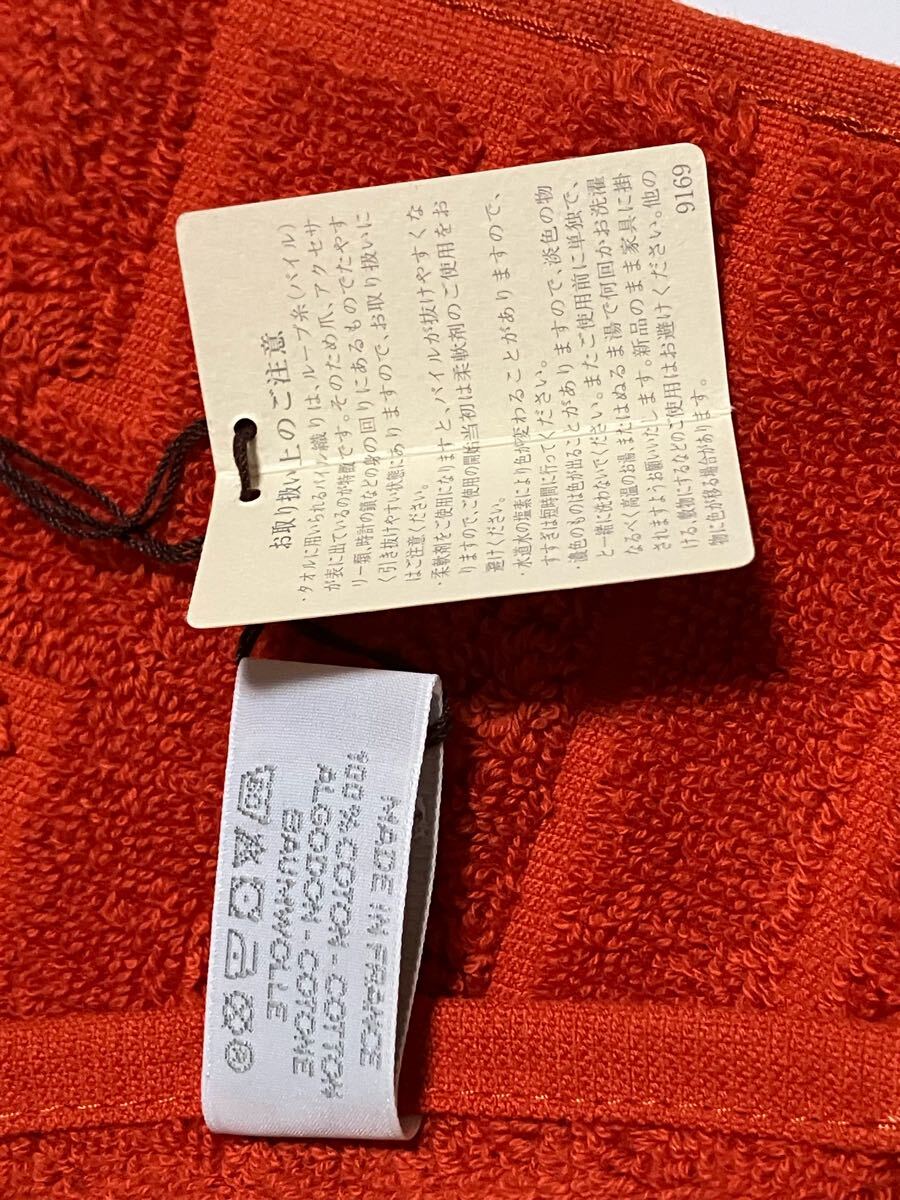 お取り扱い上のご注意
・タオルに用いられるパイル織りは、ループ糸(パイル)
が表に出ているのが特徴です。そのため爪、アクセサ
リー類、時計の鎖などの身の回りにあるものでたやす
く引き抜けやすい状態にありますので、お取り扱いに
はご注意ください。
・柔軟剤をご使用になりますと、パイルが抜けやすくな
りますので、ご使用の開始当初は柔軟剤のご使用をお
避けください。
・水道水の塩素により色が変わることがありますので、
すすぎは短時間に行ってください。
・濃色のものは色が出ることがありますので、淡色の物
と一緒に洗わないでください。またご使用前に単独で、
なるべく高温のお湯またはぬるま湯で何回かお洗濯
されますようお願いいたします。新品のまま家具に掛
ける、敷物にするなどのご使用はお避けください。他の
物に色が移る場合があります。
9169
MADE IN FRANCE
100% COTON - COTTON
ALGODON - COTONE
BAUMWOLLE